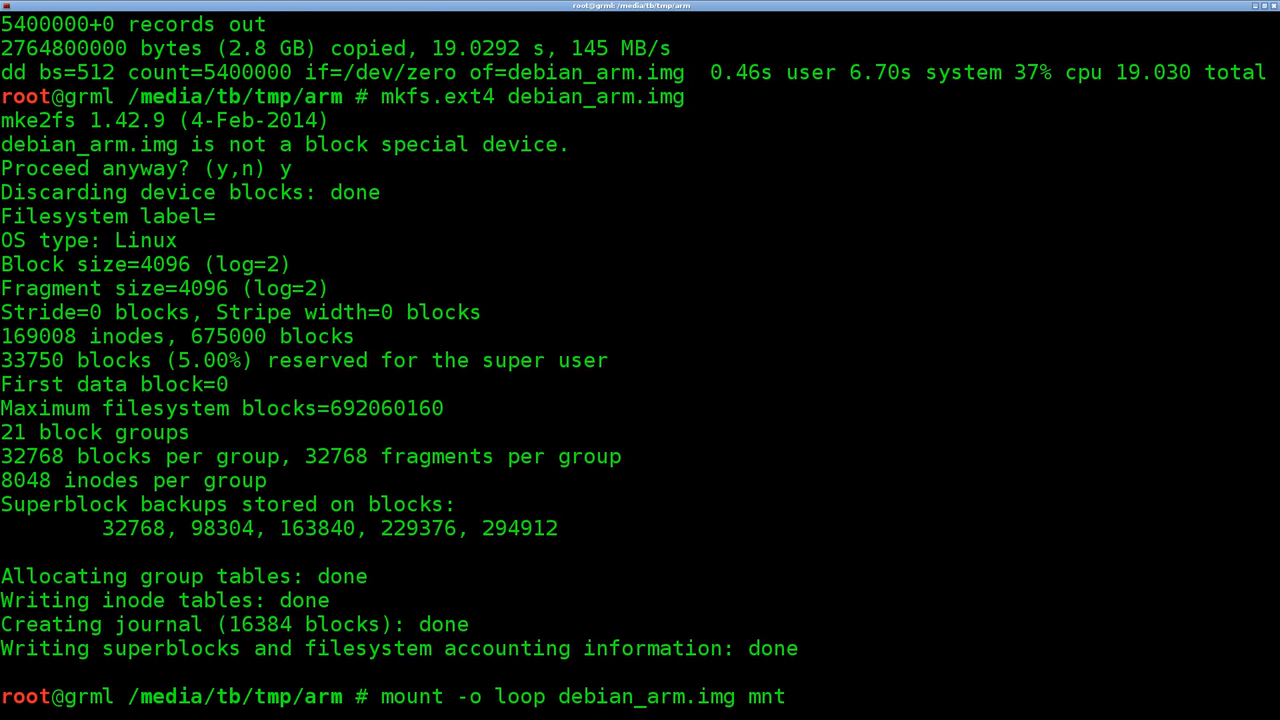 root@grml: /media/tb/tmp/arm
5400000+0 records out
2764800000 bytes (2.8 GB) copied, 19.0292 s, 145 MB/s
dd bs=512 count=5400000 if=/dev/zero of=debian_arm.img  0.46s user 6.70s system 37% cpu 19.030 total
root@grml /media/tb/tmp/arm # mkfs.ext4 debian_arm.img
mke2fs 1.42.9 (4-Feb-2014)
debian_arm.img is not a block special device.
Proceed anyway? (y,n) y
Discarding device blocks: done
Filesystem label=
OS type: Linux
Block size=4096 (log=2)
Fragment size=4096 (log=2)
Stride=0 blocks, Stripe width=0 blocks
169008 inodes, 675000 blocks
33750 blocks (5.00%) reserved for the super user
First data block=0
Maximum filesystem blocks=692060160
21 block groups
32768 blocks per group, 32768 fragments per group
8048 inodes per group
Superblock backups stored on blocks:
        32768, 98304, 163840, 229376, 294912

Allocating group tables: done
Writing inode tables: done
Creating journal (16384 blocks): done
Writing superblocks and filesystem accounting information: done

root@grml /media/tb/tmp/arm # mount -o loop debian_arm.img mnt